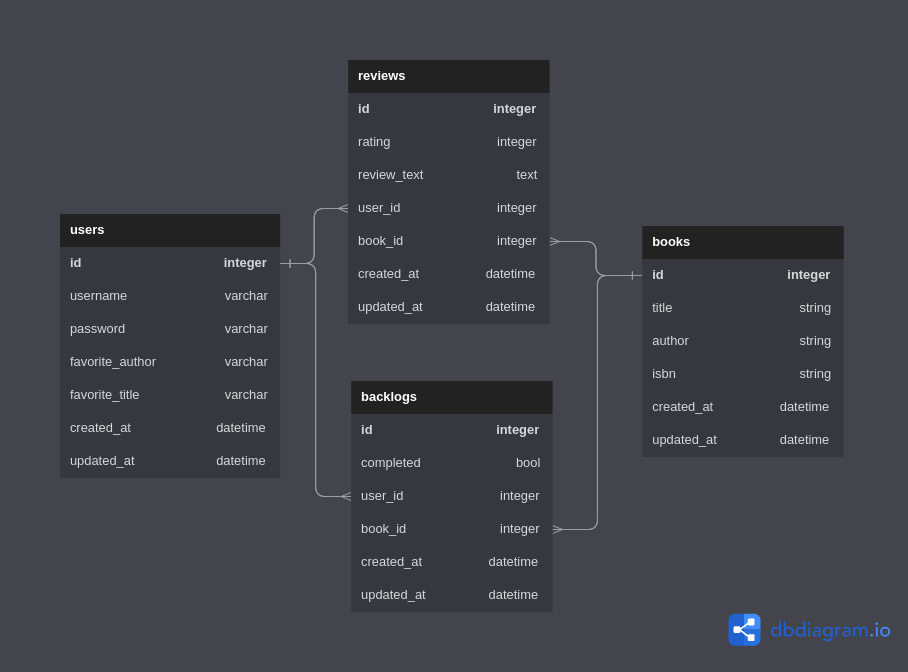 reviews
id integer
rating integer
review_text text
user_id integer
book_id integer
created_at datetime
updated_at datetime
users
id integer
username varchar
password varchar
favorite_author varchar
favorite_title varchar
created_at datetime
updated_at datetime
books
id integer
title string
author string
isbn string
created_at datetime
updated_at datetime
backlogs
id integer
completed bool
user_id integer
book_id integer
created_at datetime
updated_at datetime
dbdiagram.io